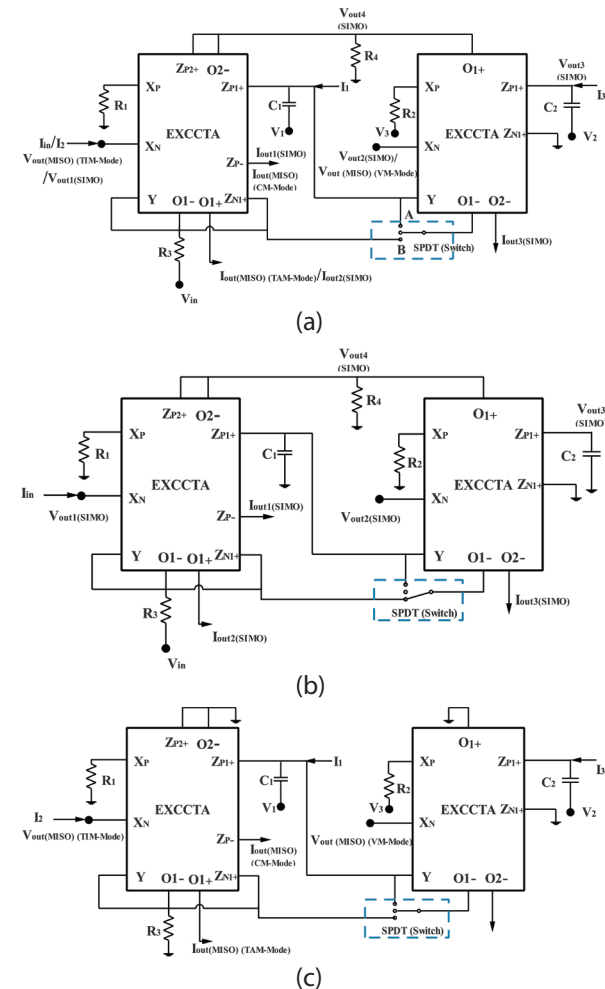 Vout4
(SIMO)
ZP2+ O2−
R4
O1+
Vout3
(SIMO)
XP
ZP1+
I1
XP
ZP1+
I3
R1
C1
R2
C2
Iin/I2
EXCCTA
V1
V3
EXCCTA
ZN1+
V2
XN
Iout1(SIMO)
XN
Vout(MISO) (TIM-Mode)
/Vout1(SIMO)
ZP−
Iout(MISO)
(CM-Mode)
Vout2(SIMO)/
Vout (MISO) (VM-Mode)
Y O1− O1+ ZN1+
Y O1− O2−
A
B
SPDT (Switch)
R3
Iout3(SIMO)
Iout(MISO) (TAM-Mode)/Iout2(SIMO)
Vin
(a)
Vout4
(SIMO)
ZP2+ O2−
R4
O1+
Vout3
(SIMO)
XP
ZP1+
XP
ZP1+
R1
C1
R2
C2
Iin
EXCCTA
EXCCTA
ZN1+
XN
Iout1(SIMO)
XN
Vout1(SIMO)
ZP−
Vout2(SIMO)
Y O1− O1+ ZN1+
Y O1− O2−
SPDT (Switch)
R3
Iout2(SIMO)
Iout3(SIMO)
Vin
(b)
ZP2+ O2−
O1+
XP
ZP1+
I1
XP
ZP1+
I3
R1
C1
R2
C2
I2
EXCCTA
V1
V3
EXCCTA
ZN1+
V2
XN
XN
Vout(MISO) (TIM-Mode)
ZP−
Iout(MISO)
(CM-Mode)
Vout (MISO) (VM-Mode)
Y O1− O1+ ZN1+
Y O1− O2−
SPDT (Switch)
R3
Iout(MISO) (TAM-Mode)
(c)